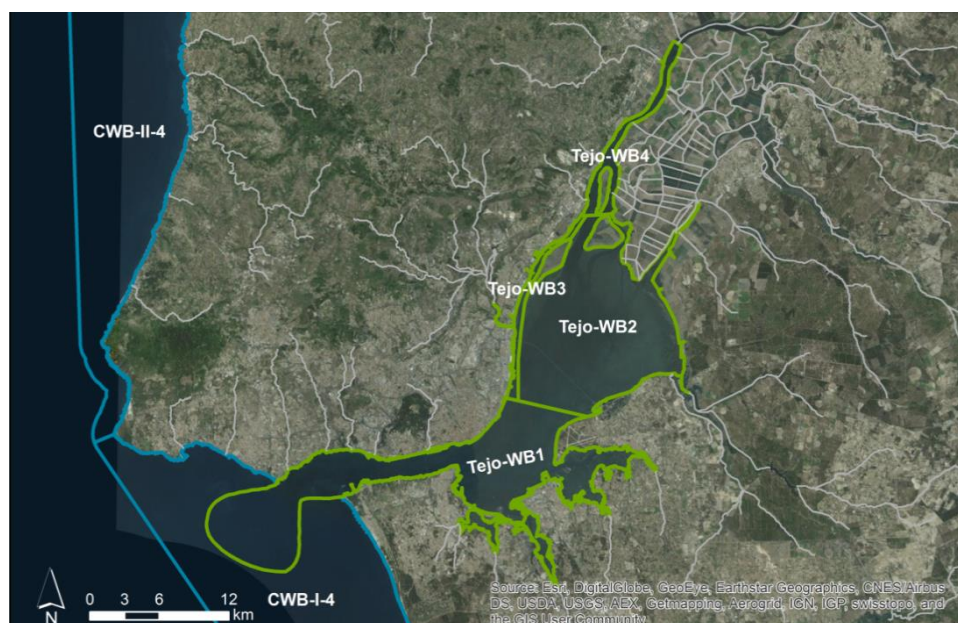 CWB-II-4
Tejo-WB4
Tejo-WB3
Tejo-WB2
Tejo-WB1
CWB-I-4
N
0 3 6 12
km
Source: Esri, DigitalGlobe, GeoEye, Earthstar Geographics, CNES/Airbus
DS, USDA, USGS, AEX, Getmapping, Aerogrid, IGN, IGP, swisstopo, and
the GIS User Community